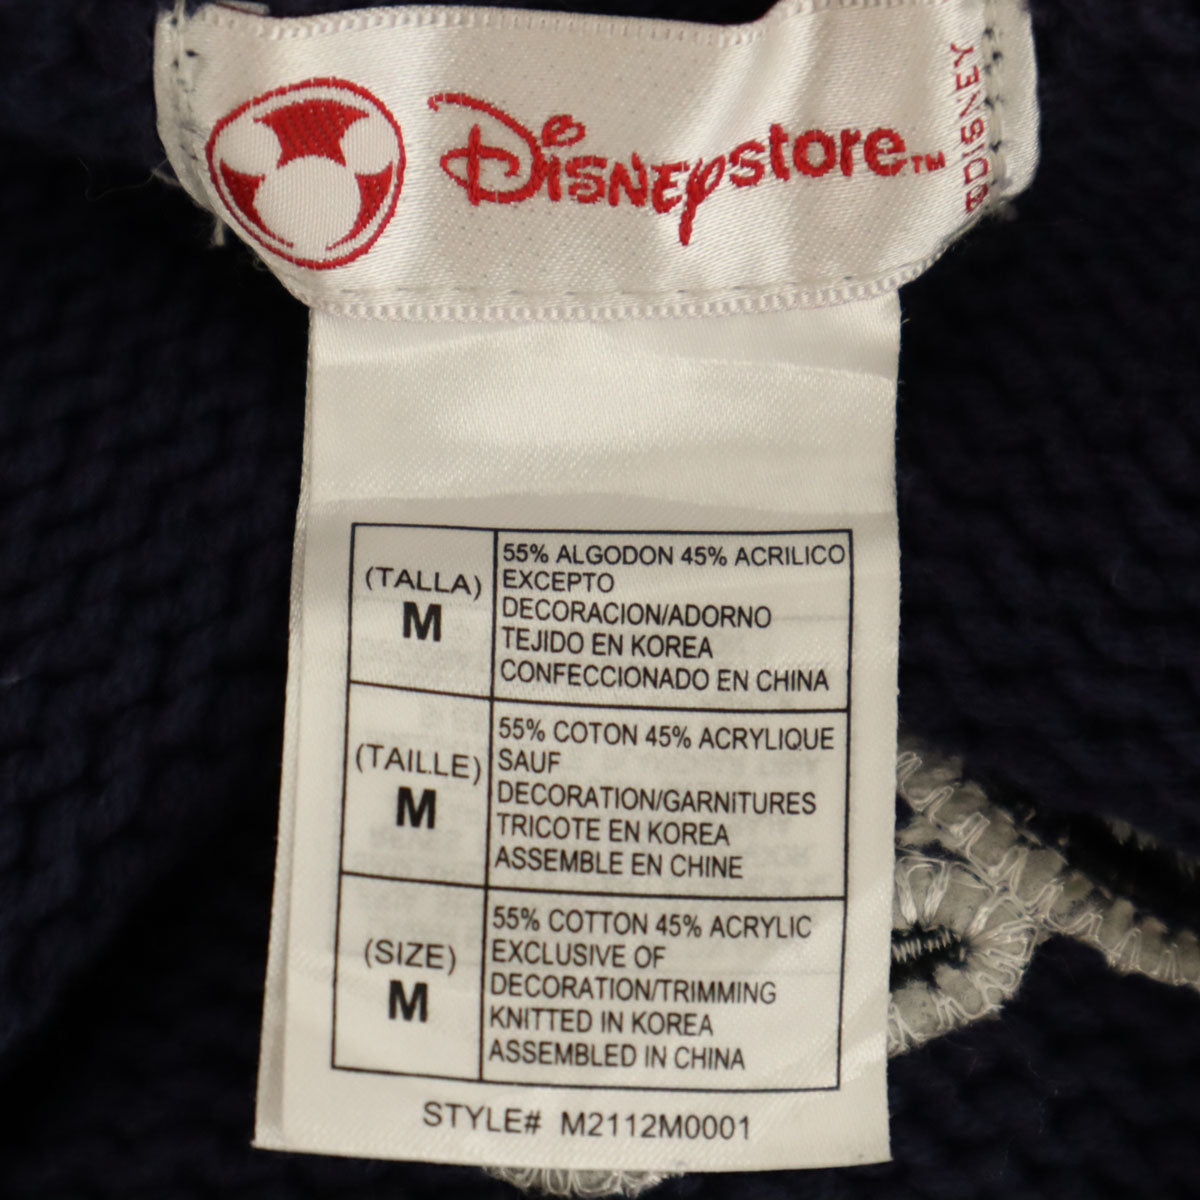 DISNEYstore™
©DISNEY
(TALLA)
M
55% ALGODON 45% ACRILICO
EXCEPTO
DECORACION/ADORNO
TEJIDO EN KOREA
CONFECCIONADO EN CHINA
(TAILLE)
M
55% COTON 45% ACRYLIQUE
SAUF
DECORATION/GARNITURES
TRICOTE EN KOREA
ASSEMBLE EN CHINE
(SIZE)
M
55% COTTON 45% ACRYLIC
EXCLUSIVE OF
DECORATION/TRIMMING
KNITTED IN KOREA
ASSEMBLED IN CHINA
STYLE# M2112M0001